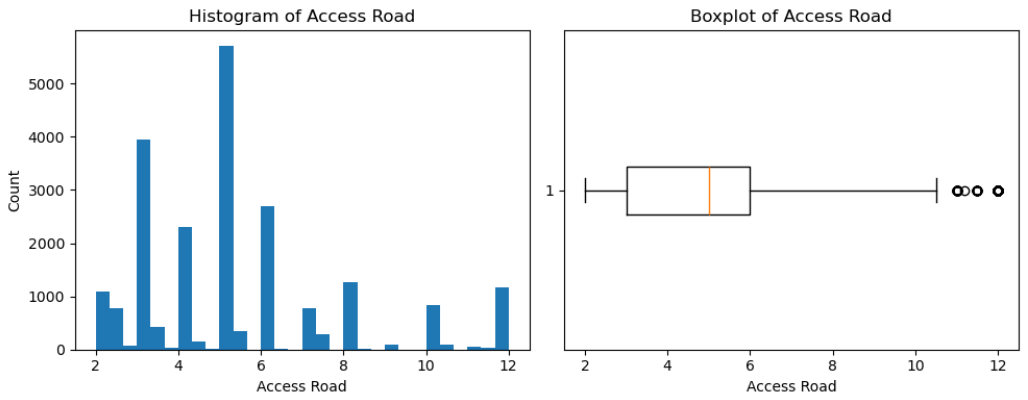 Histogram of Access Road
Count
5000
4000
3000
2000
1000
0
2 4 6 8 10 12
Access Road
Boxplot of Access Road
1
2 4 6 8 10 12
Access Road